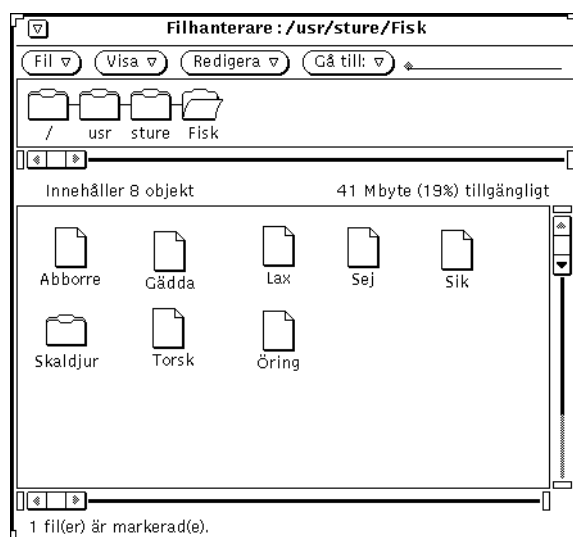 Filhanterare : /usr/sture/Fisk
Fil Visa Redigera Gå till:
/ usr sture Fisk
Innehåller 8 objekt 41 Mbyte (19%) tillgängligt
Abborre Gädda Lax Sej Sik
Skaldjur Torsk Öring
1 fil(er) är markerad(e).